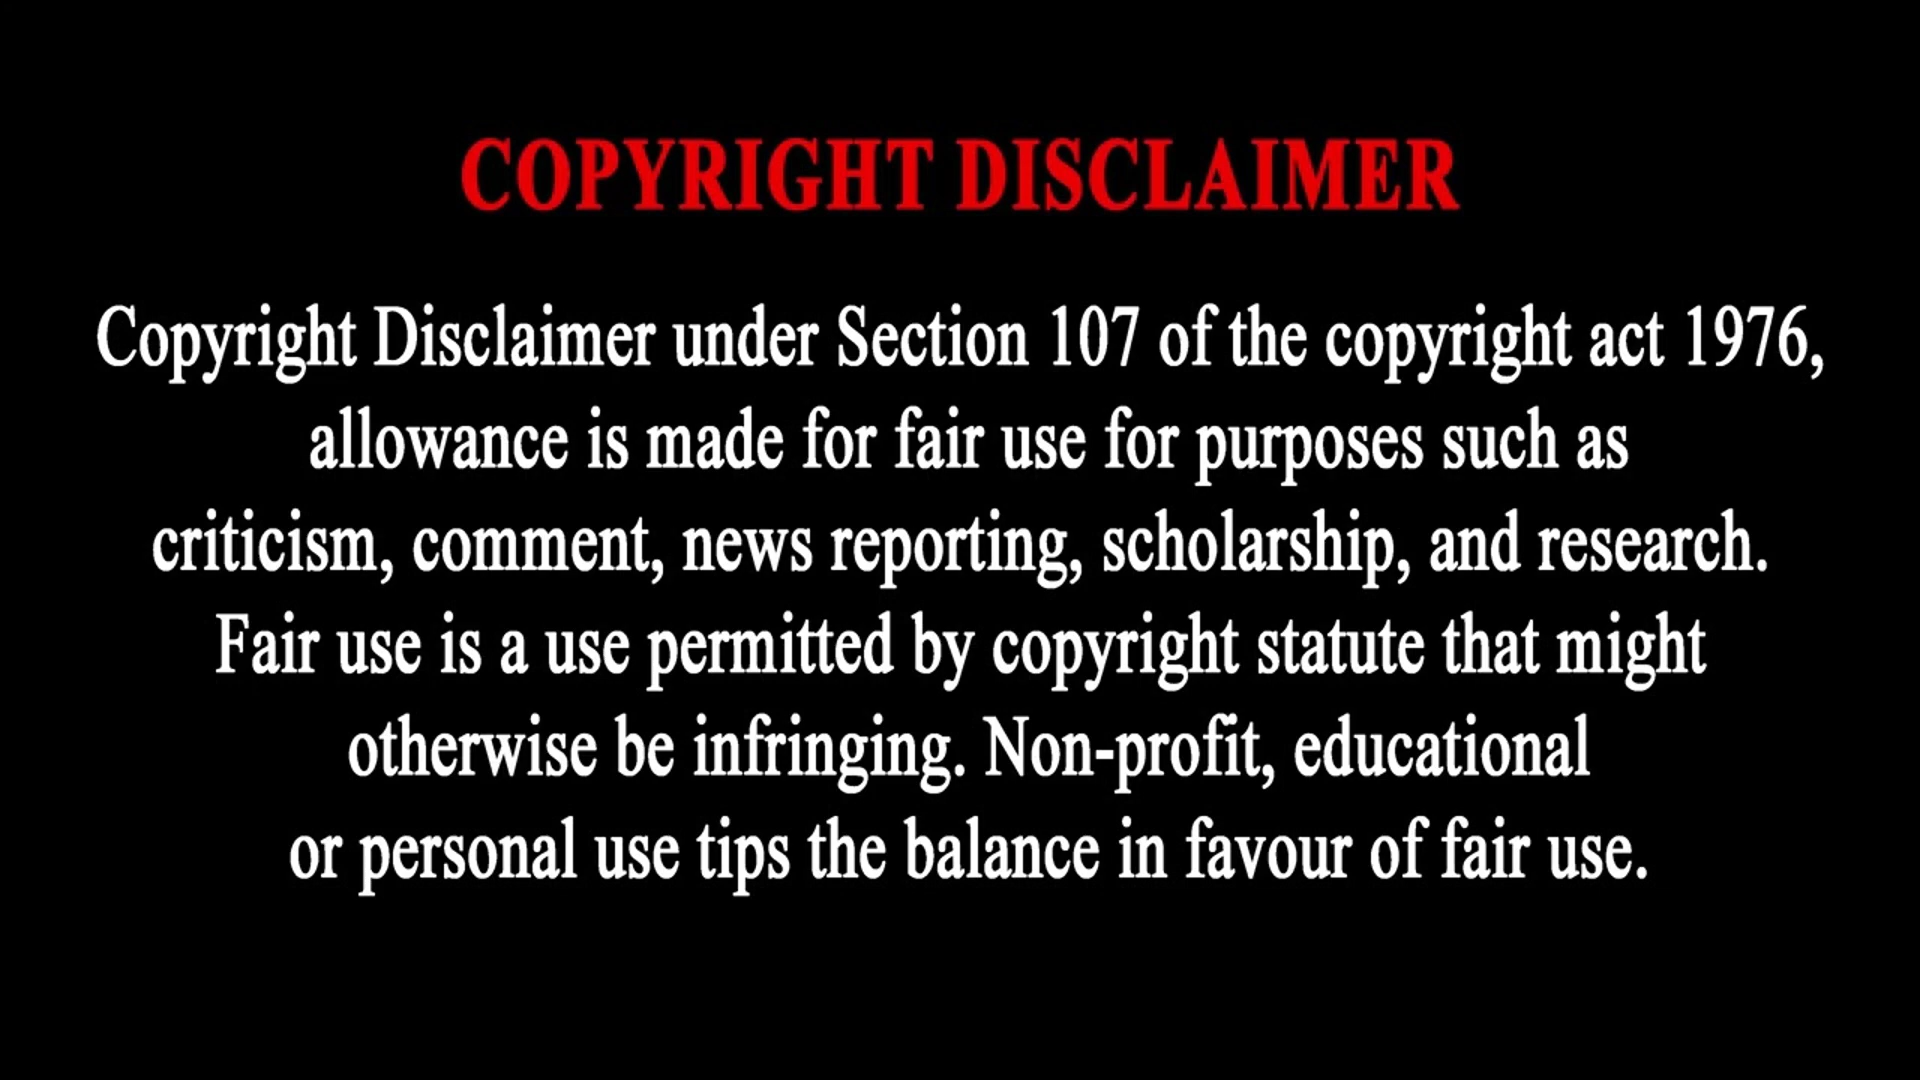 COPYRIGHT DISCLAIMER
Copyright Disclaimer under Section 107 of the copyright act 1976,
allowance is made for fair use for purposes such as
criticism, comment, news reporting, scholarship, and research.
Fair use is a use permitted by copyright statute that might
otherwise be infringing. Non-profit, educational
or personal use tips the balance in favour of fair use.